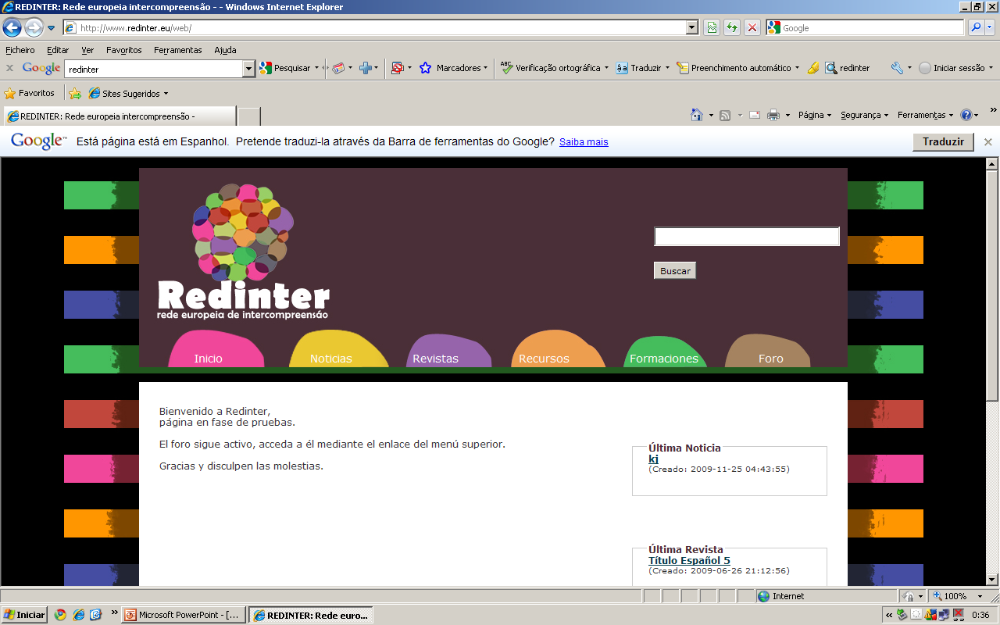 REDINTER: Rede europeia intercompreensão - - Windows Internet Explorer
http://www.redinter.eu/web/
Google
Ficheiro Editar Ver Favoritos Ferramentas Ajuda
Google redinter Pesquisar Marcadores Verificação ortográfica Traduzir Preenchimento automático redinter Iniciar sessão
Favoritos Sites Sugeridos
REDINTER: Rede europeia intercompreensão -
Página Segurança Ferramentas
Google™ Está página está em Espanhol. Pretende traduzi-la através da Barra de ferramentas do Google? Saiba mais Traduzir
Buscar
Redinter
rede europeia de intercompreensão
Inicio Noticias Revistas Recursos Formaciones Foro
Bienvenido a Redinter,
página en fase de pruebas.
El foro sigue activo, acceda a él mediante el enlace del menú superior.
Gracias y disculpen las molestias.
Última Noticia
kj
(Creado: 2009-11-25 04:43:55)
Última Revista
Título Español 5
(Creado: 2009-06-26 21:12:56)
Internet 100%
Iniciar Microsoft PowerPoint - [... REDINTER: Rede euro... 0:36